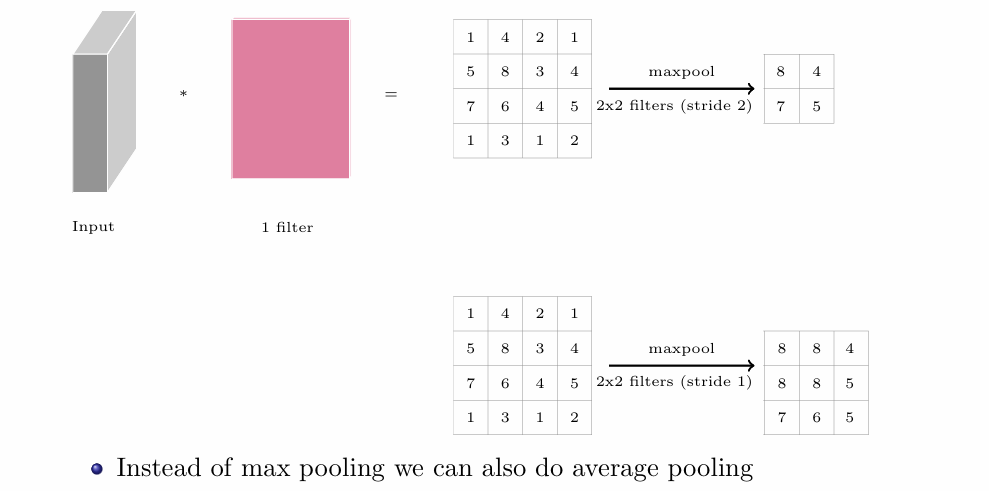 1 4 2 1
5 8 3 4
7 6 4 5
1 3 1 2
maxpool
2x2 filters (stride 2)
8 4
7 5
*
=
Input
1 filter
1 4 2 1
5 8 3 4
7 6 4 5
1 3 1 2
maxpool
2x2 filters (stride 1)
8 8 4
8 8 5
7 6 5
Instead of max pooling we can also do average pooling